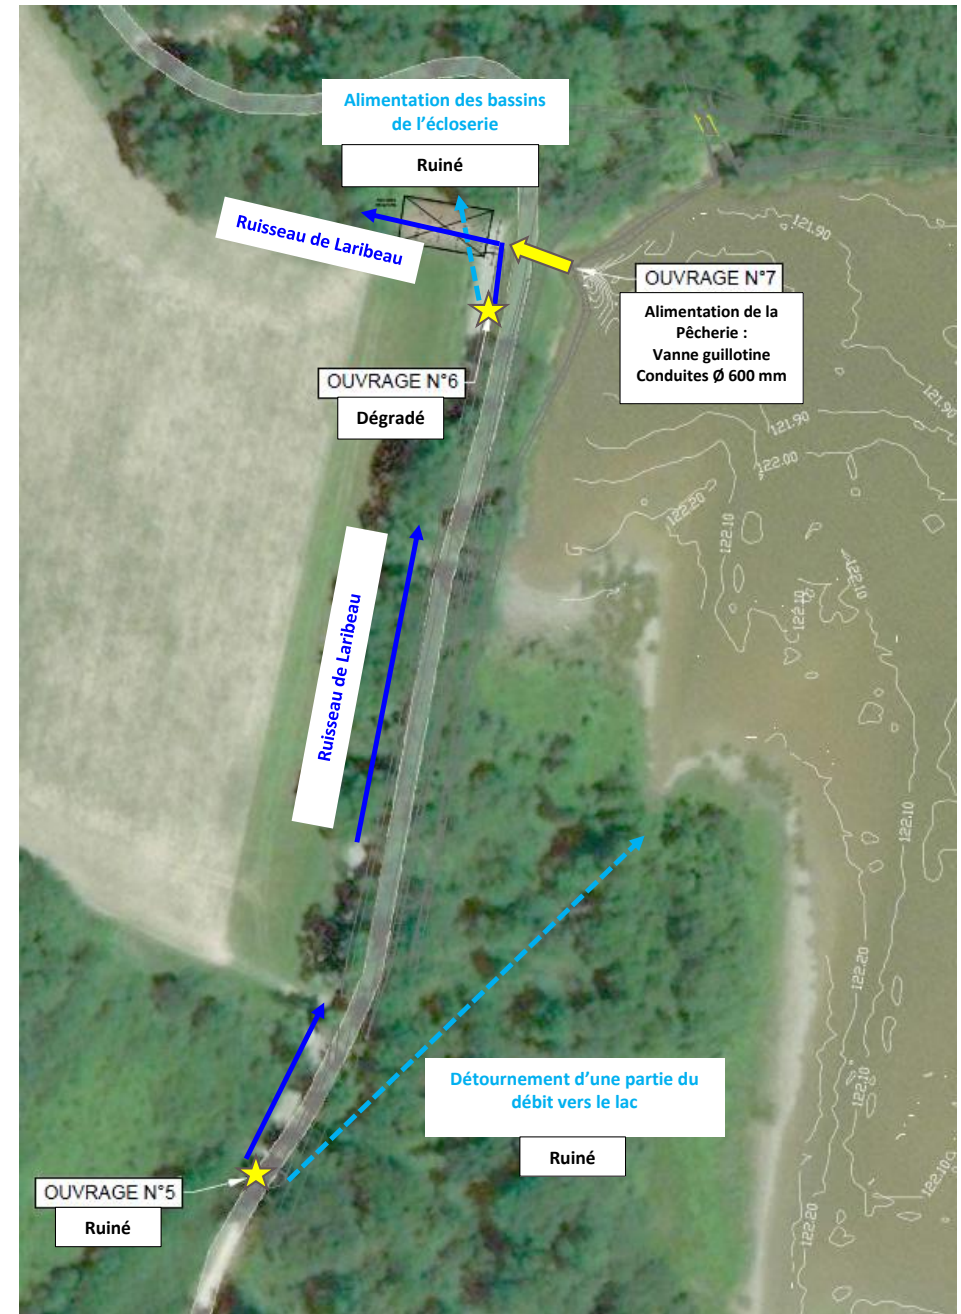 Alimentation des bassins
de l'écloserie
Ruiné
Ruisseau de Laribeau
OUVRAGE N°7
Alimentation de la
Pêcherie :
Vanne guillotine
Conduites Ø 600 mm
OUVRAGE N°6
Dégradé
Ruisseau de Laribeau
Détournement d'une partie du
débit vers le lac
Ruiné
OUVRAGE N°5
Ruiné
121.90
121.90
121.90
122.00
122.20
122.10
122.10
122.10
122.10
122.20
122.10
122.10
122.20